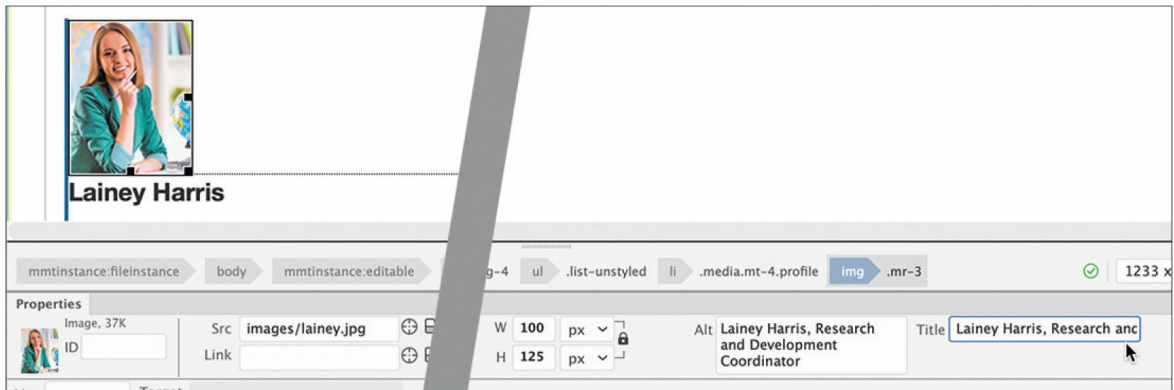 Lainey Harris
mmtinstance:fileinstance body mmtinstance:editable g-4 ul .list-unstyled li .media.mt-4.profile img .mr-3 1233 x
Properties
Image, 37K
ID
Src images/lainey.jpg
Link
W 100 px
H 125 px
Alt Lainey Harris, Research
and Development
Coordinator
Title Lainey Harris, Research and